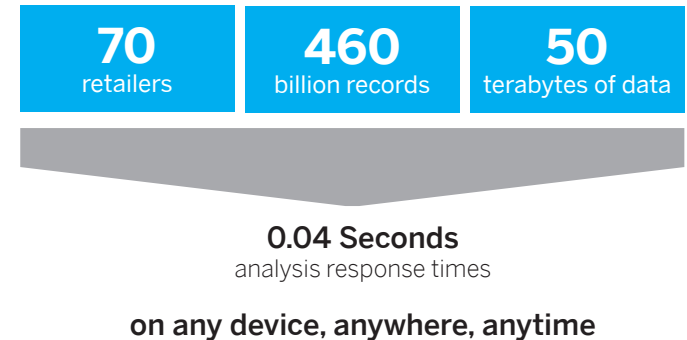 70
retailers
460
billion records
50
terabytes of data
0.04 Seconds
analysis response times
on any device, anywhere, anytime